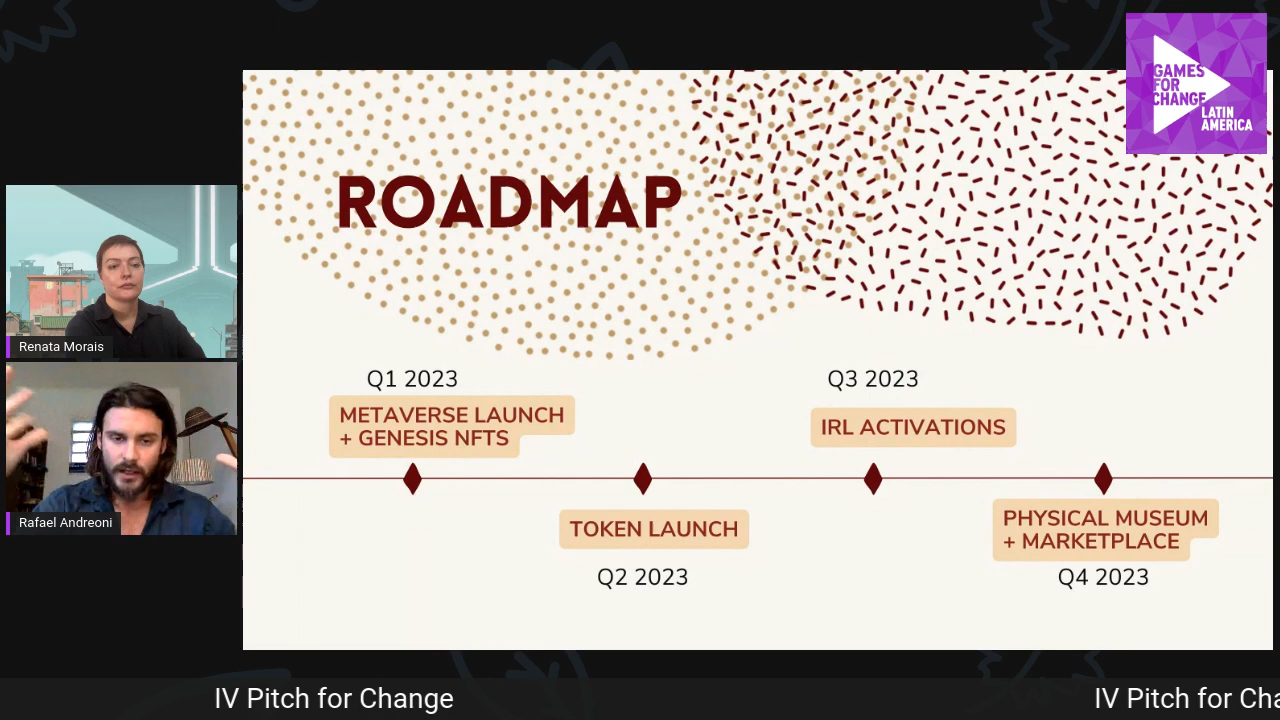 GAMES
FOR
CHANGE
LATIN
AMERICA
ROADMAP
Renata Morais
Rafael Andreoni
Q1 2023
METAVERSE LAUNCH
+ GENESIS NFTS
TOKEN LAUNCH
Q2 2023
Q3 2023
IRL ACTIVATIONS
PHYSICAL MUSEUM
+ MARKETPLACE
Q4 2023
IV Pitch for Change
IV Pitch for Cha